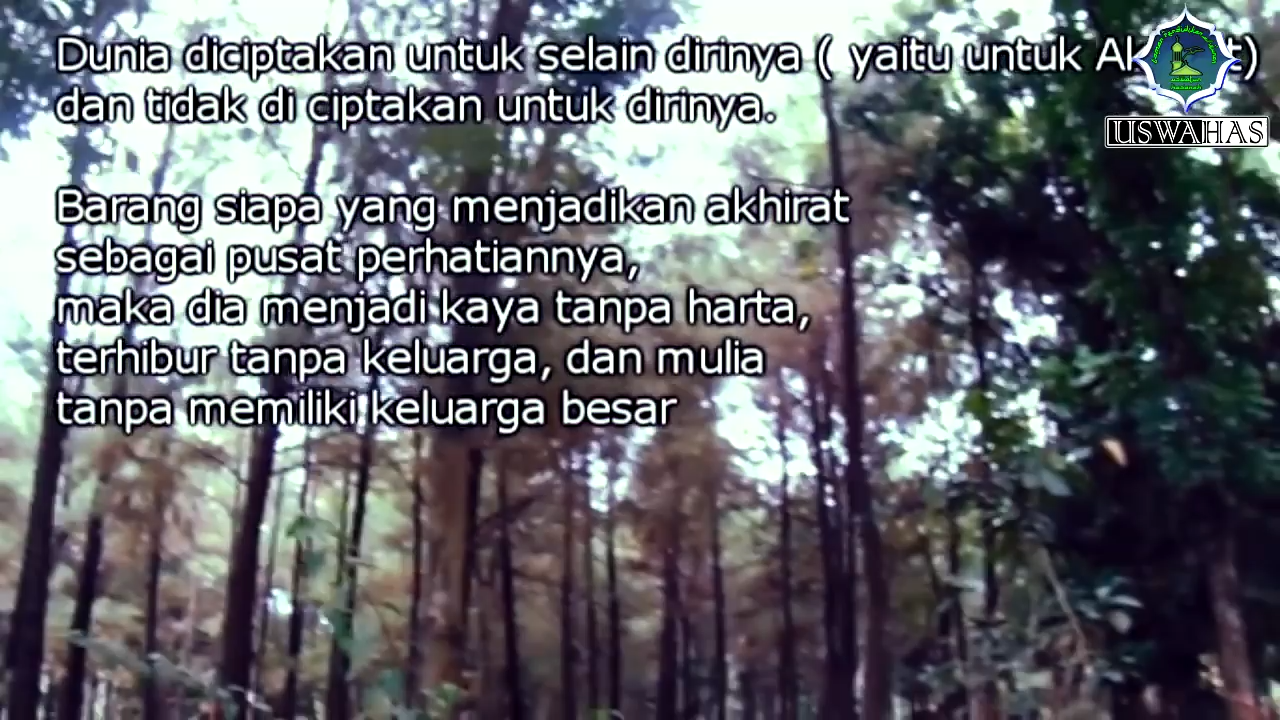 Dunia diciptakan untuk selain dirinya ( yaitu untuk
dan tidak di ciptakan untuk dirinya.
Barang siapa yang menjadikan akhirat
sebagai pusat perhatiannya,
maka dia menjadi kaya tanpa harta,
terhibur tanpa keluarga, dan mulia
tanpa memiliki keluarga besar
USWAHAS